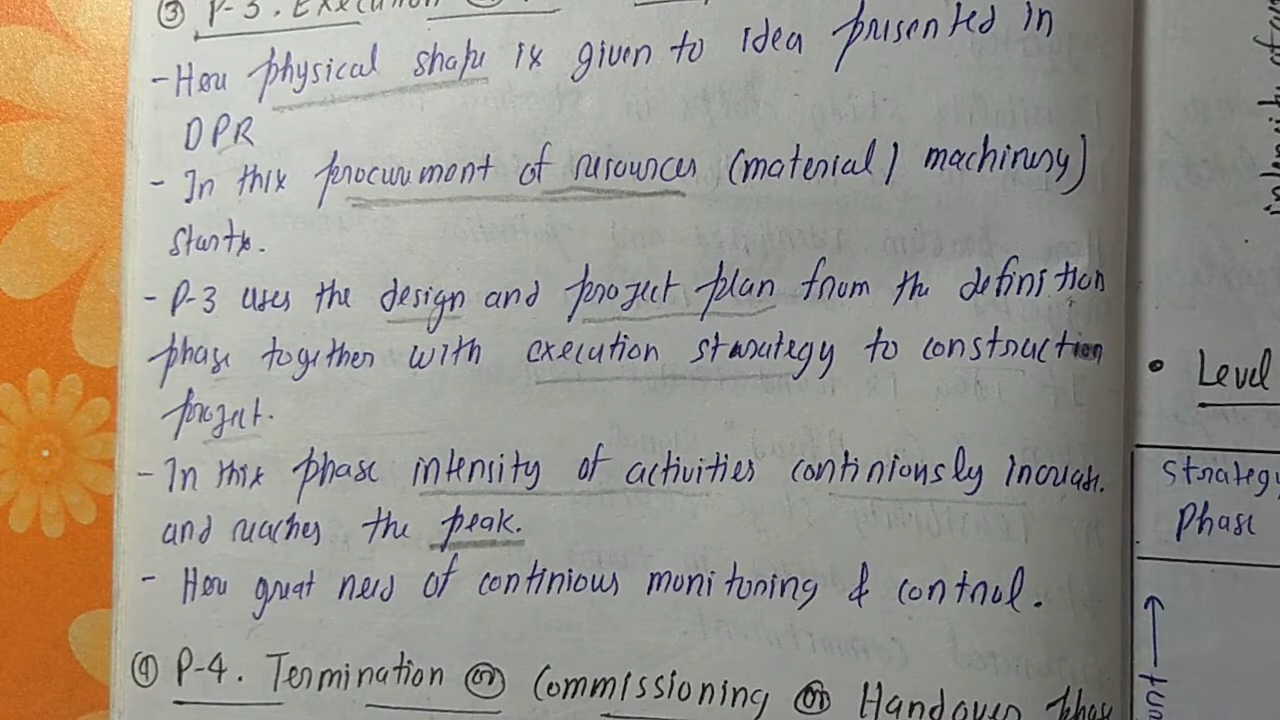 ③ P-3. Execution
- Here physical shape is given to idea presented in
DPR
- In this procurement of resources (material / machinery)
starts.
- P-3 uses the design and project plan from the definition
phase together with execution strategy to construction
project.
- In this phase intensity of activities continiously increase.
and reaches the peak.
- Here great need of continious monitoring & control.
④ P-4. Termination or Commissioning or Handover phase
• Level
Strategy
Phase